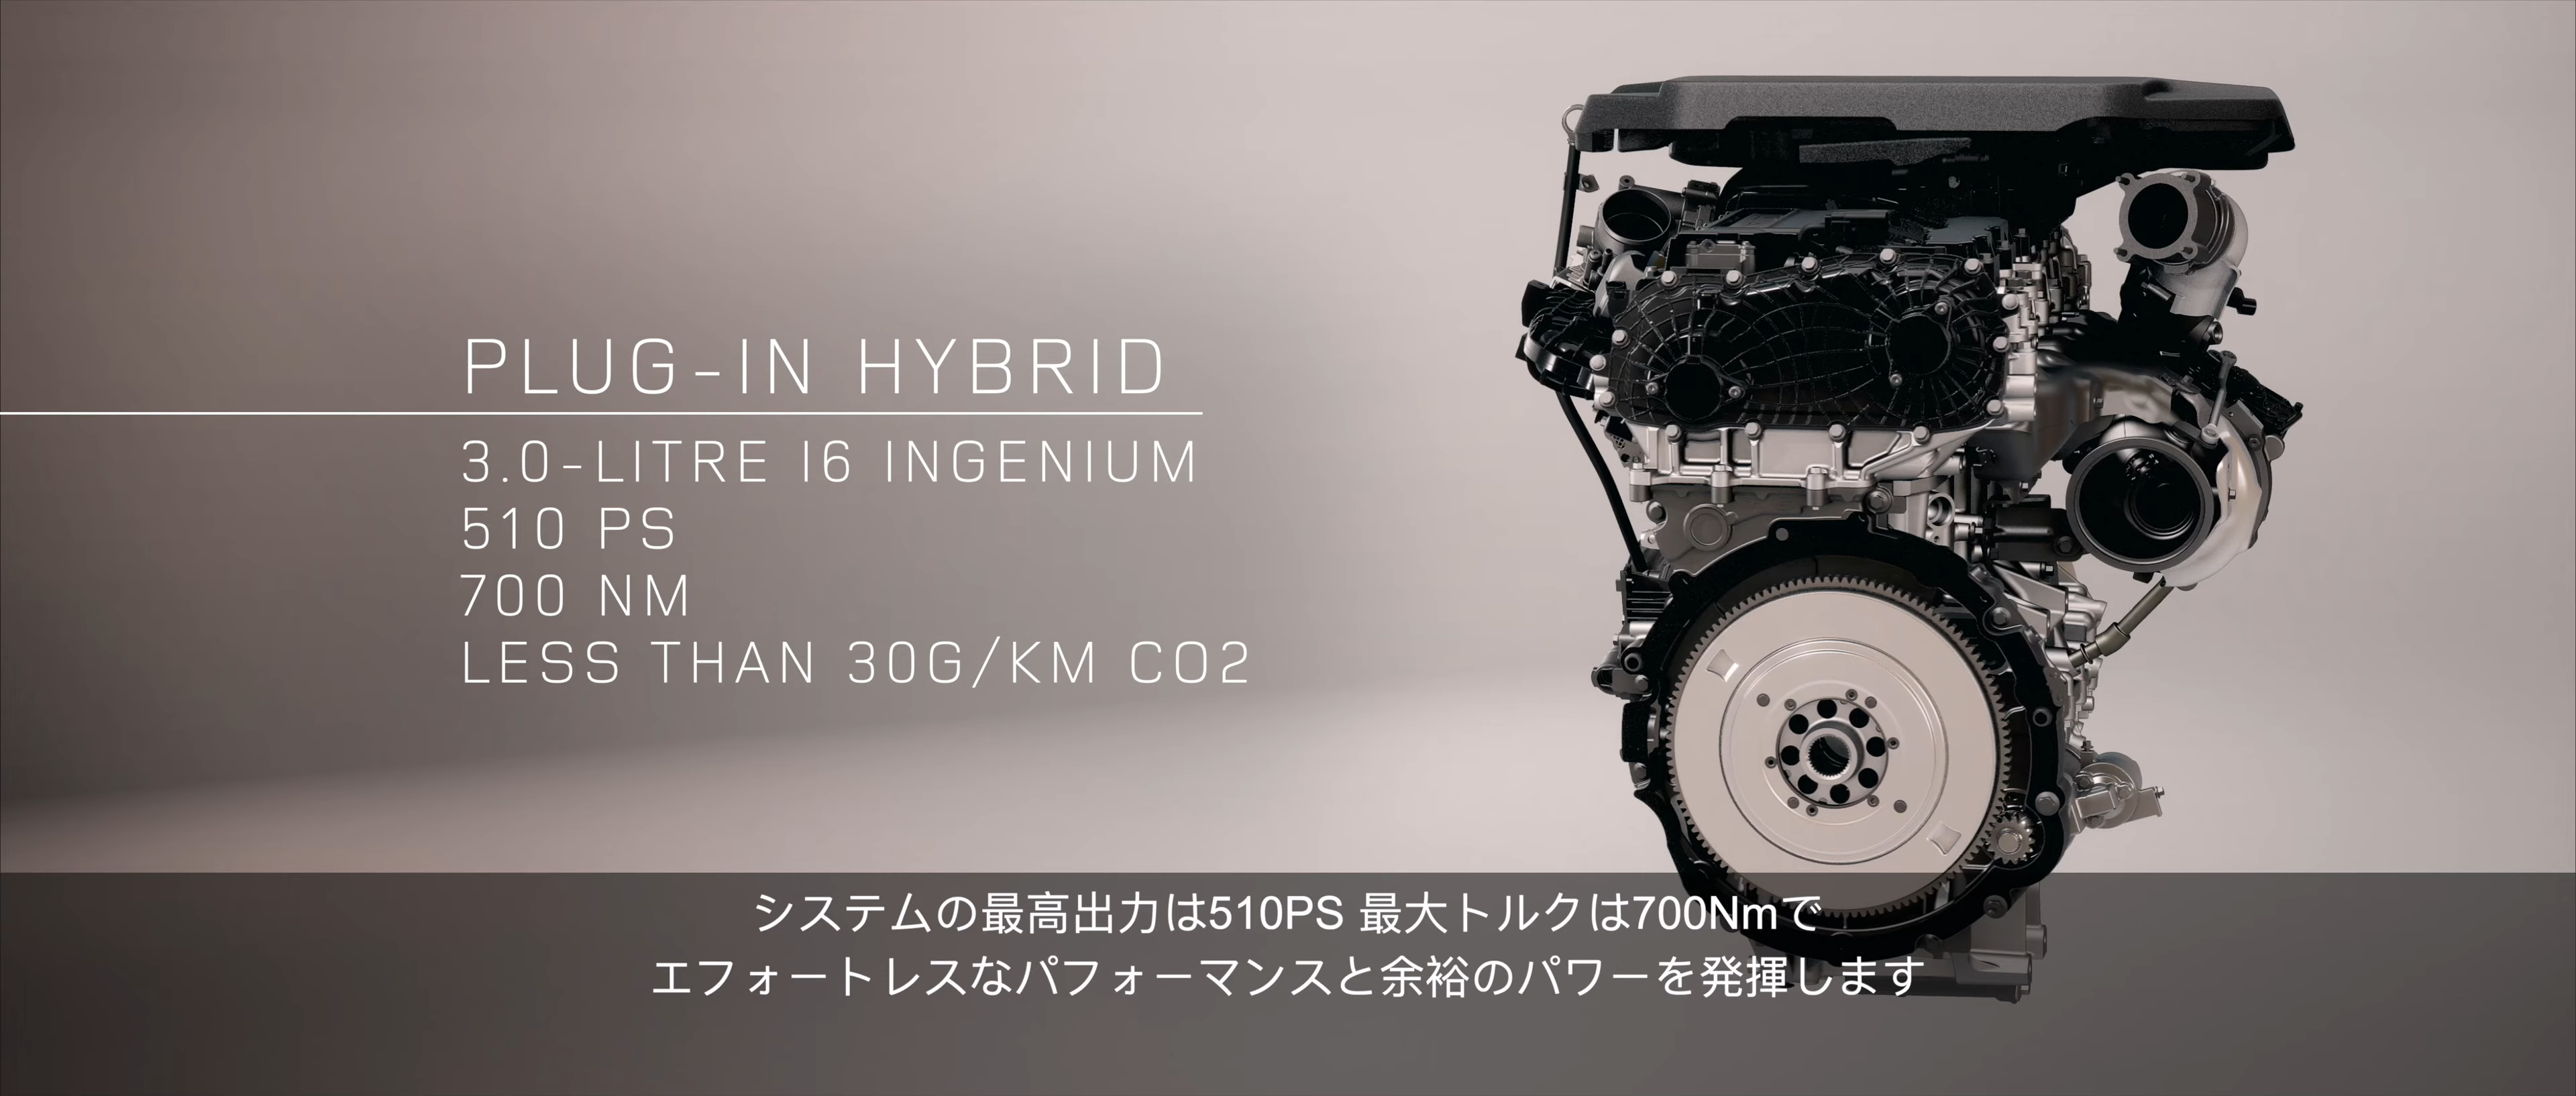 PLUG-IN HYBRID
3.0-LITRE I6 INGENIUM
510 PS
700 NM
LESS THAN 30G/KM CO2
システムの最高出力は510PS 最大トルクは700Nmで
エフォートレスなパフォーマンスと余裕のパワーを発揮します